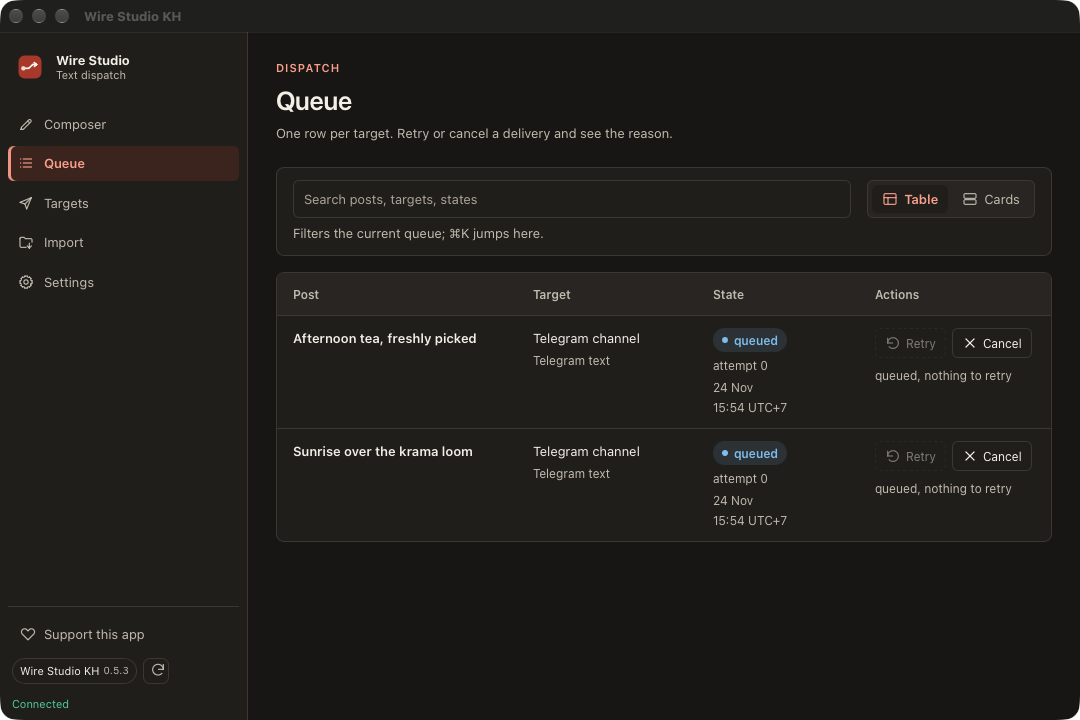 Wire Studio KH
Wire Studio
Text dispatch
Composer
Queue
Targets
Import
Settings
Support this app
Wire Studio KH 0.5.3
Connected
DISPATCH
Queue
One row per target. Retry or cancel a delivery and see the reason.
Search posts, targets, states
Table
Cards
Filters the current queue; ⌘K jumps here.
Post Target State Actions
Afternoon tea, freshly picked
Telegram channel
Telegram text
queued
attempt 0
24 Nov
15:54 UTC+7
Retry
Cancel
queued, nothing to retry
Sunrise over the krama loom
Telegram channel
Telegram text
queued
attempt 0
24 Nov
15:54 UTC+7
Retry
Cancel
queued, nothing to retry